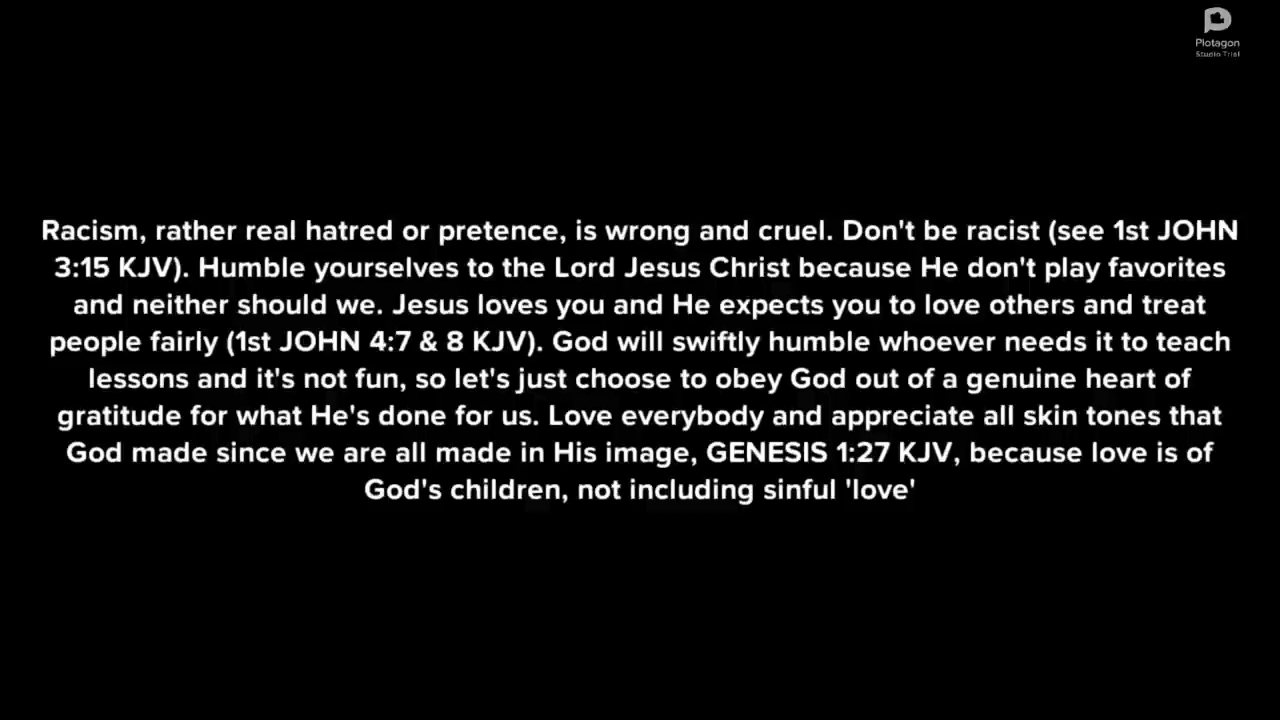 Plotagon
Studio Trial
Racism, rather real hatred or pretence, is wrong and cruel. Don't be racist (see 1st JOHN
3:15 KJV). Humble yourselves to the Lord Jesus Christ because He don't play favorites
and neither should we. Jesus loves you and He expects you to love others and treat
people fairly (1st JOHN 4:7 & 8 KJV). God will swiftly humble whoever needs it to teach
lessons and it's not fun, so let's just choose to obey God out of a genuine heart of
gratitude for what He's done for us. Love everybody and appreciate all skin tones that
God made since we are all made in His image, GENESIS 1:27 KJV, because love is of
God's children, not including sinful 'love'